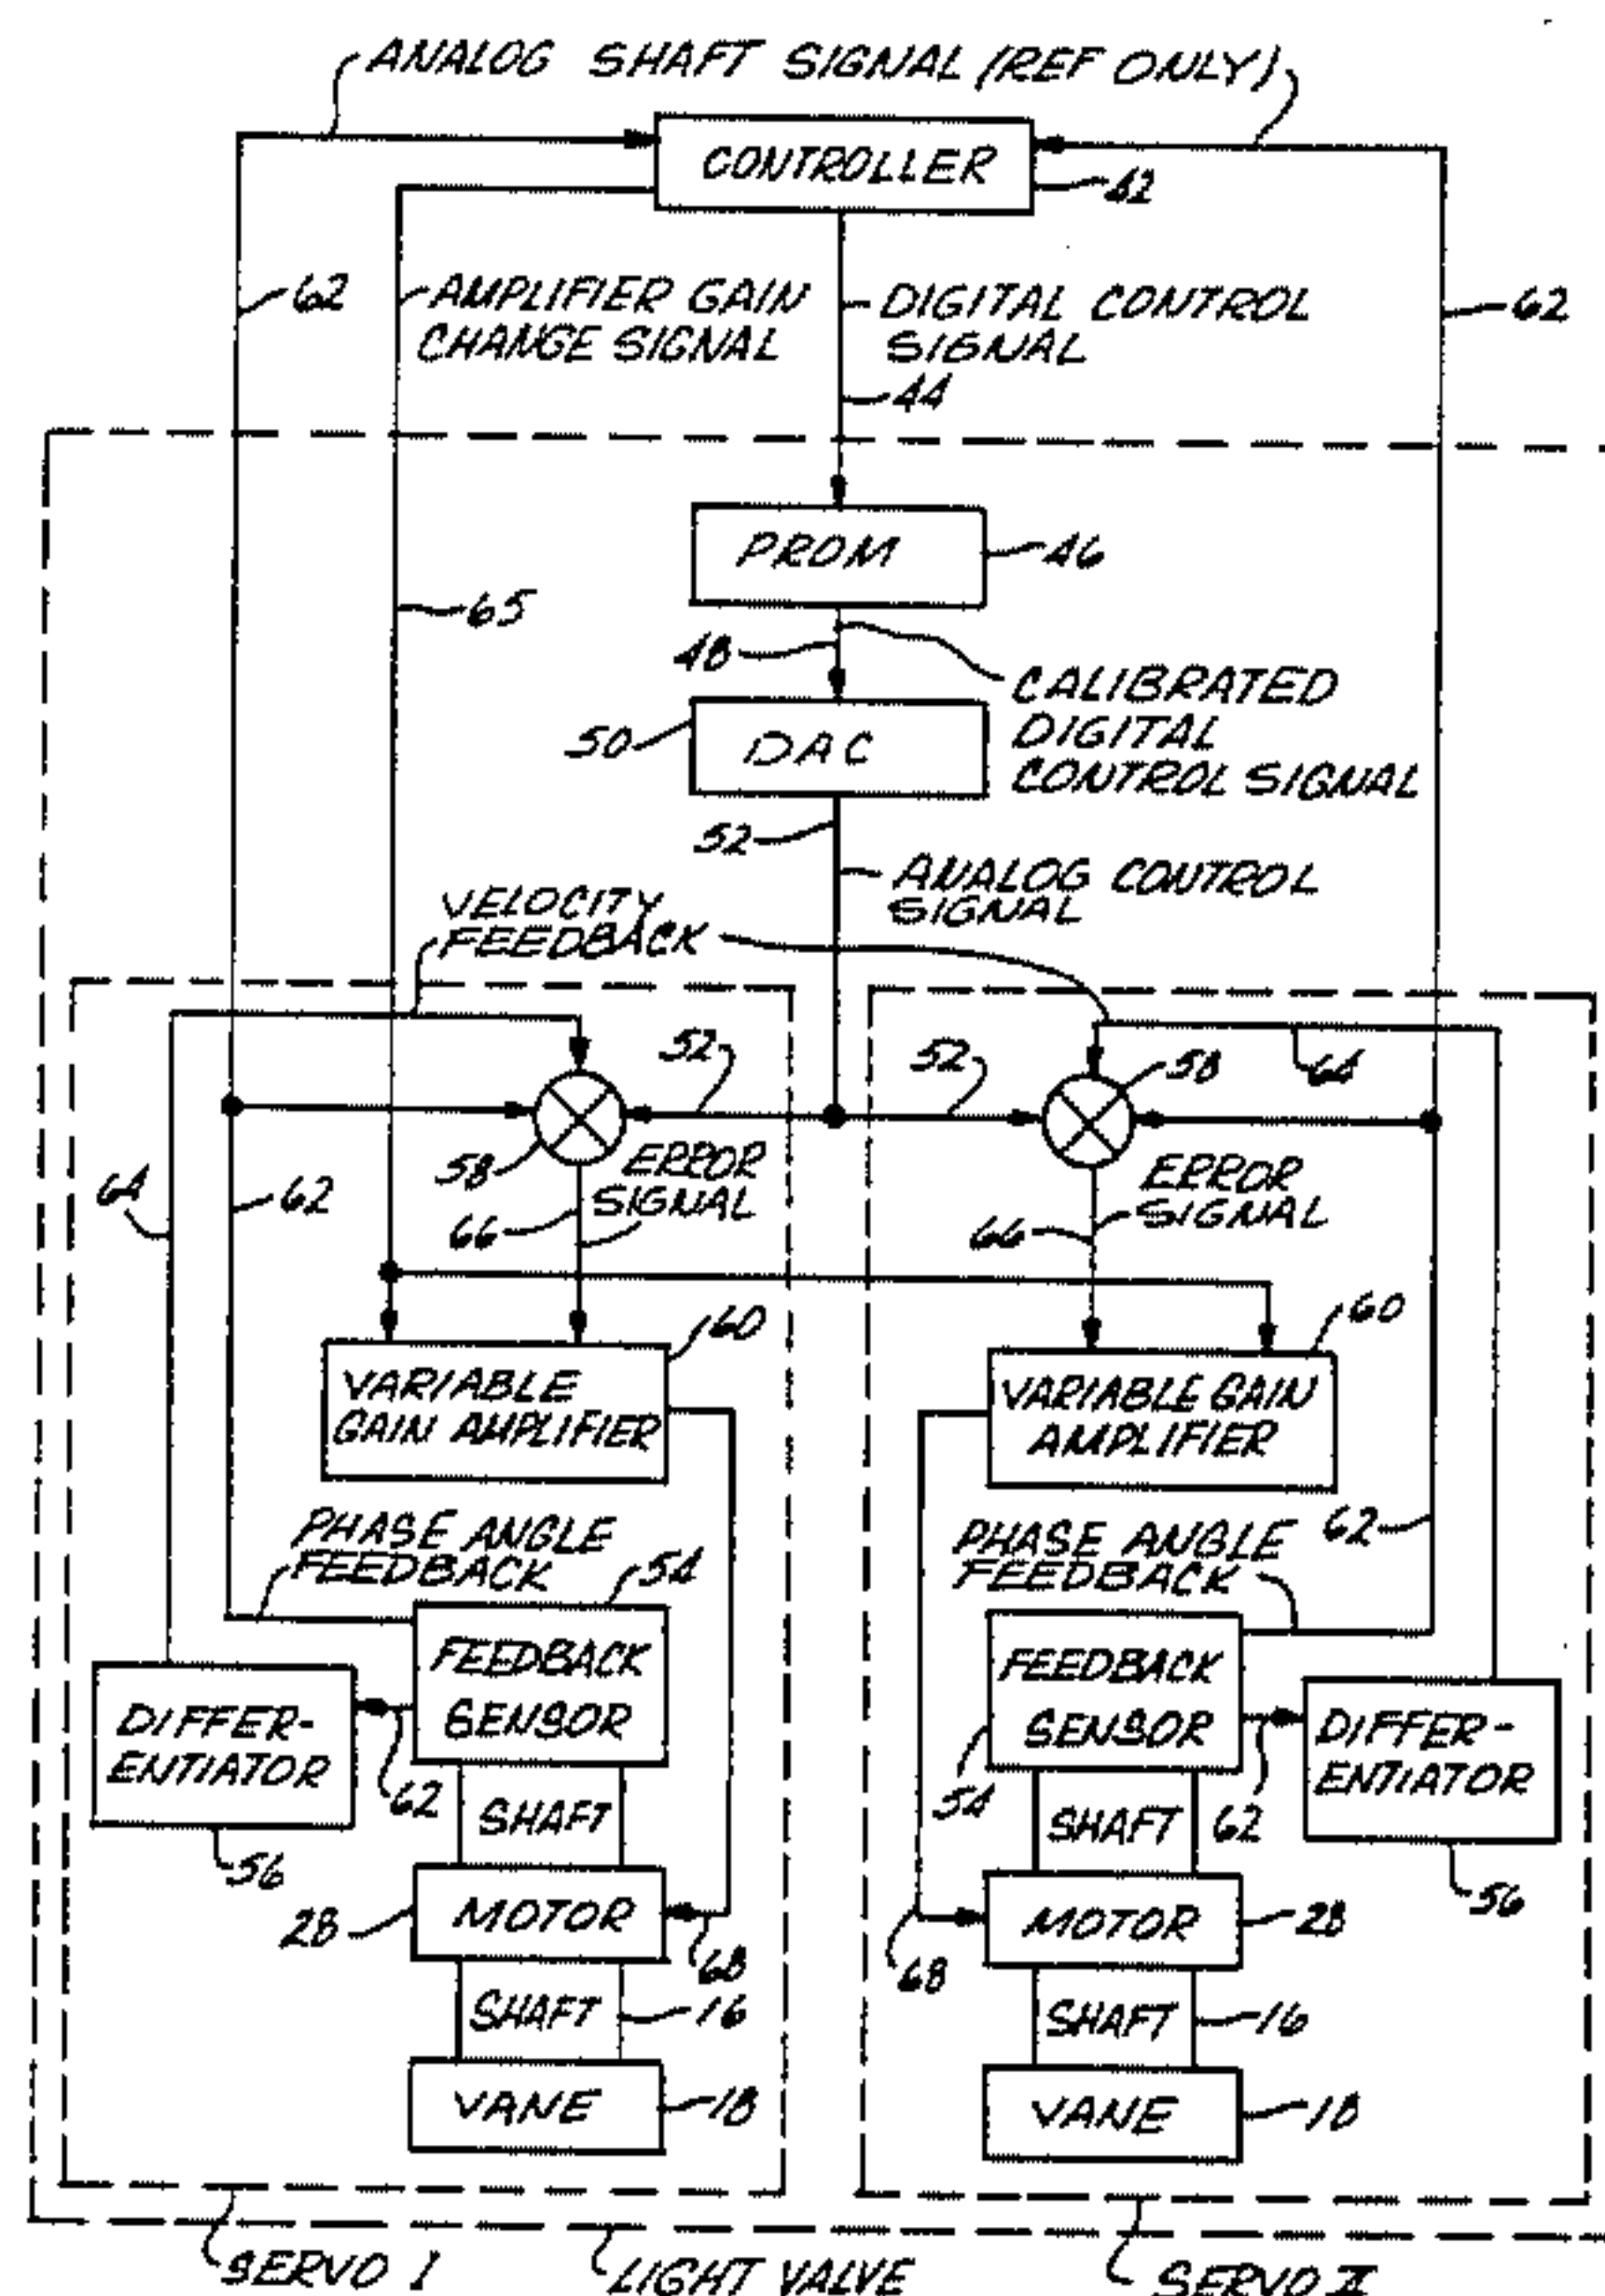 ANALOG SHAFT SIGNAL (REF ONLY)
CONTROLLER
42
62
AMPLIFIER GAIN
CHANGE SIGNAL
DIGITAL CONTROL
SIGNAL
62
44
PROM
46
65
48
CALIBRATED
DIGITAL
CONTROL SIGNAL
50
DAC
52
ANALOG CONTROL
SIGNAL
VELOCITY
FEEDBACK
52
52
58
64
58
ERROR
SIGNAL
ERROR
SIGNAL
64
62
66
66
60
60
VARIABLE
GAIN AMPLIFIER
VARIABLE GAIN
AMPLIFIER
PHASE ANGLE
FEEDBACK
54
PHASE ANGLE
FEEDBACK
62
FEEDBACK
SENSOR
FEEDBACK
SENSOR
DIFFER-
ENTIATOR
DIFFER-
ENTIATOR
62
SHAFT
54
SHAFT
62
56
56
28
MOTOR
68
MOTOR
28
68
SHAFT
16
SHAFT
16
VANE
18
VANE
18
SERVO I
LIGHT VALVE
SERVO II